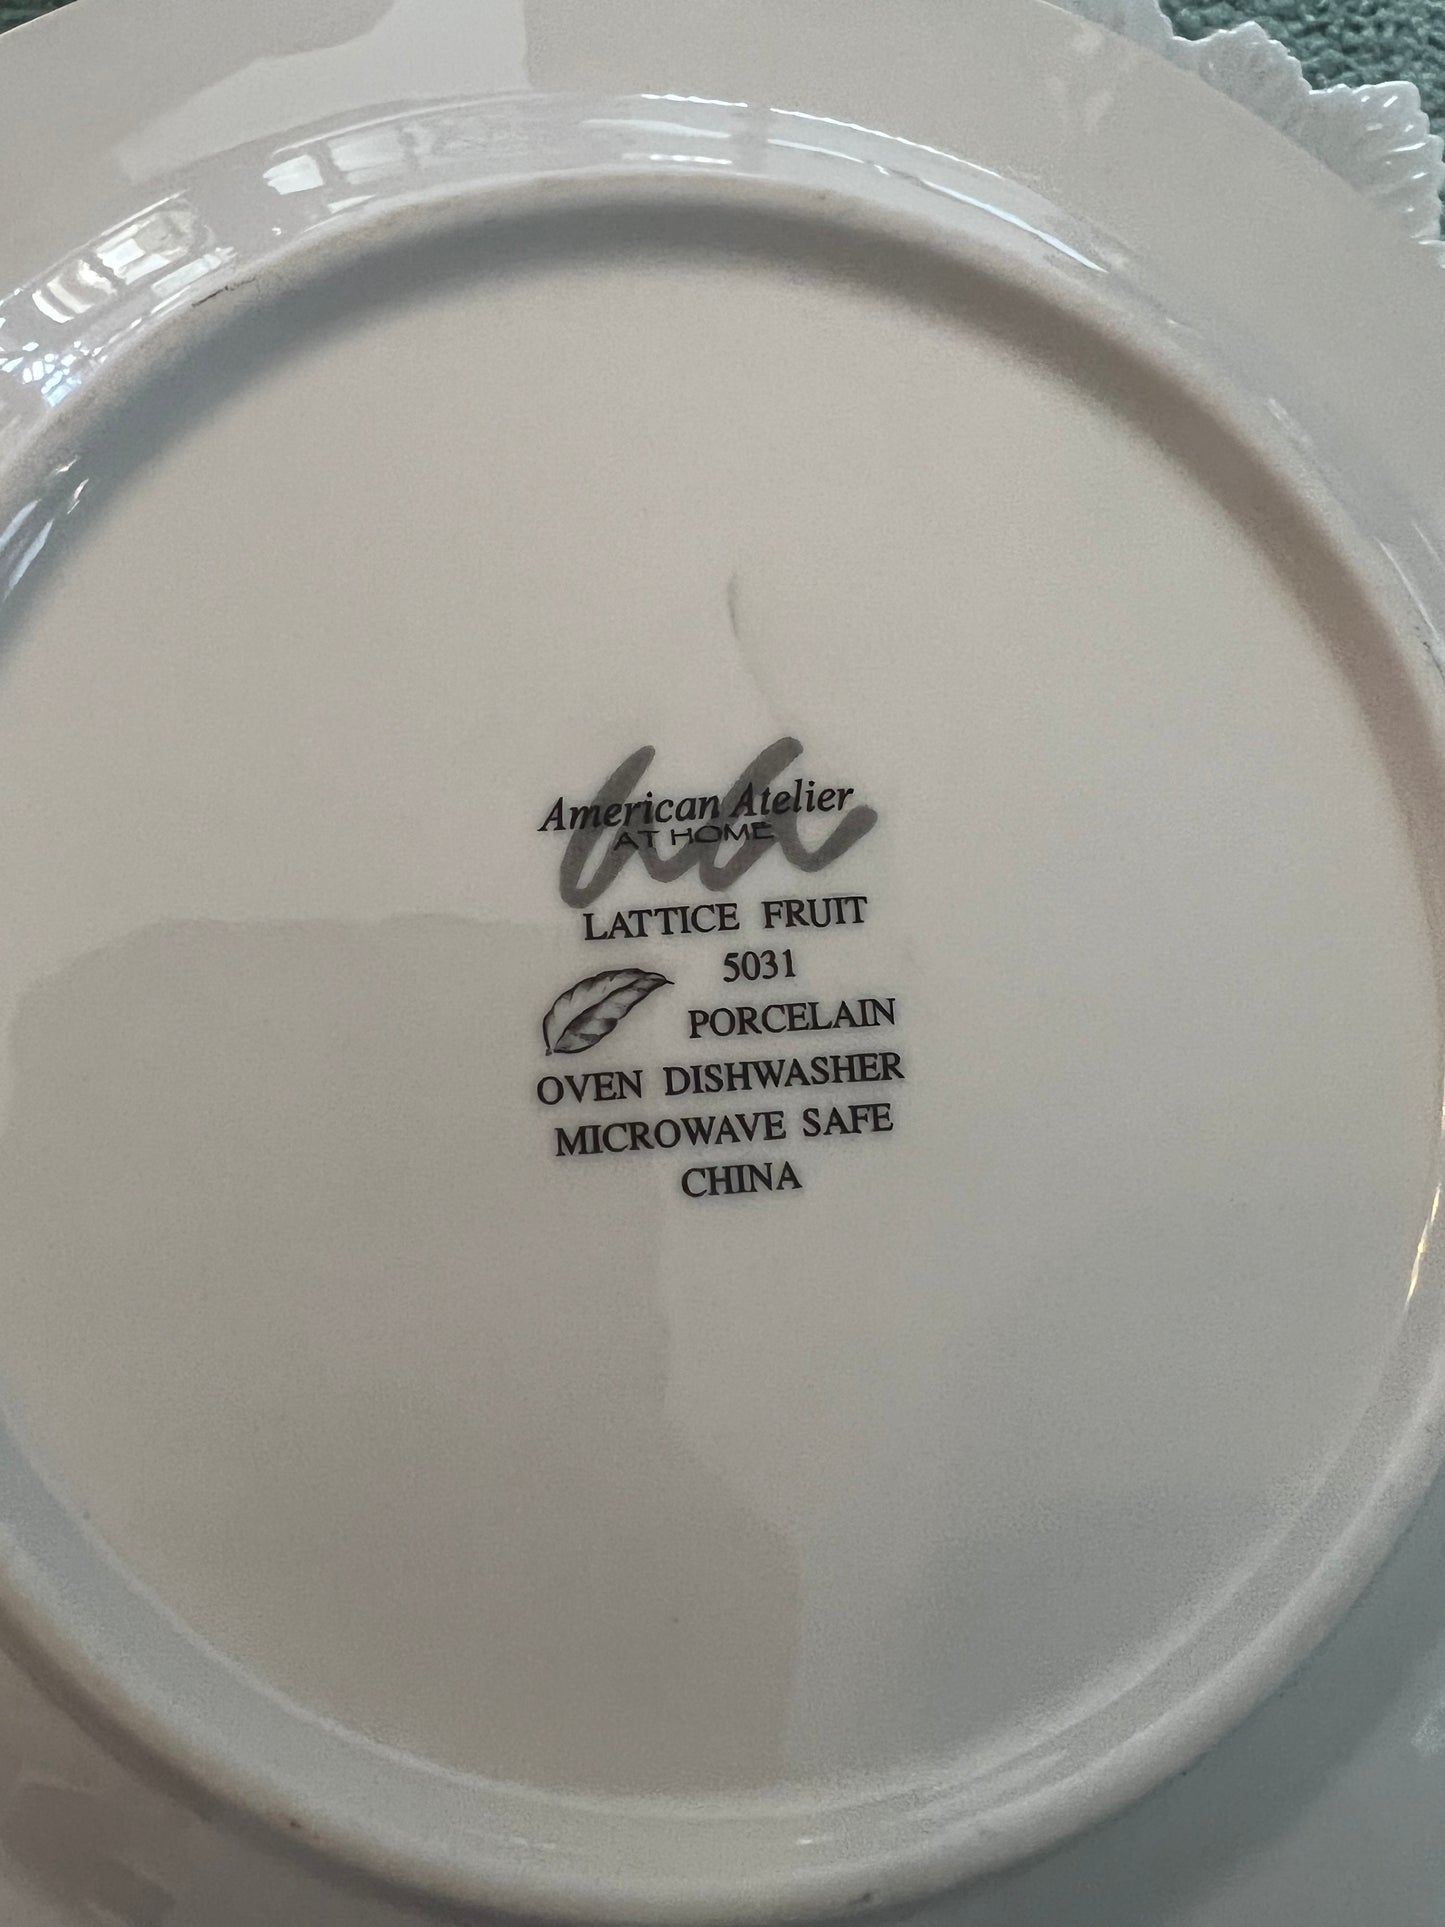 American Atelier
AT HOME
LATTICE FRUIT
5031
PORCELAIN
OVEN DISHWASHER
MICROWAVE SAFE
CHINA